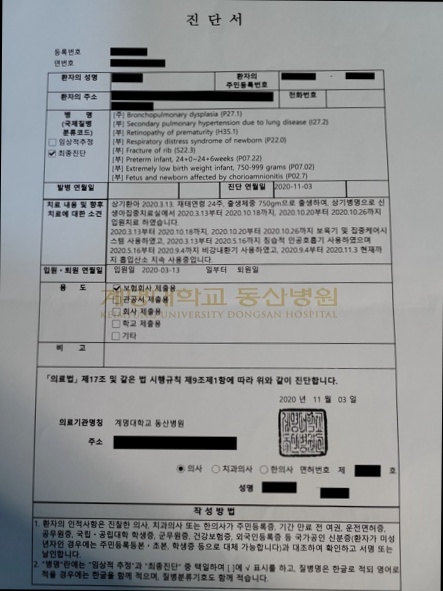 진 단 서
등록번호
연번호
환자의 성명
환자의 주민등록번호
환자의 주소
전화번호
병 명
(국제질병
분류코드)
□ 임상적추정
☑ 최종진단
[주] Bronchopulmonary dysplasia (P27.1)
[부] Secondary pulmonary hypertension due to lung disease (I27.2)
[부] Retinopathy of prematurity (H35.1)
[부] Respiratory distress syndrome of newborn (P22.0)
[부] Fracture of rib (S22.3)
[부] Preterm infant, 24+0~24+6weeks (P07.22)
[부] Extremely low birth weight infant, 750-999 grams (P07.02)
[부] Fetus and newborn affected by chorioamnionitis (P02.7)
발병 연월일
진단 연월일
2020-11-03
치료 내용 및 향후
치료에 대한 소견
상기환아 2020.3.13. 재태연령 24주, 출생체중 750gm으로 출생하여, 상기병명으로 신
생아집중치료실에서 2020.3.13부터 2020.10.18까지, 2020.10.20부터 2020.10.26까지
입원치료 하였습니다.
2020.3.13부터 2020.10.18까지, 2020.10.20부터 2020.10.26까지 보육기 및 집중케어시
스템 사용하였고, 2020.3.13부터 2020.5.16까지 침습적 인공호흡기 사용하였으며
2020.5.16부터 2020.9.4까지 비강내환기 사용하였고, 2020.9.4부터 2020.11.3 현재까
지 흡입산소 지속 사용중입니다.
입원ㆍ퇴원 연월일
입원일 2020-03-13 일부터 퇴원일
용 도
☑ 보험회사 제출용
□ 관공서 제출용
□ 회사 제출용
□ 학교 제출용
□ 기타
계명대학교 동산병원
KEIMYUNG UNIVERSITY DONGSAN HOSPITAL
비 고
「의료법」제17조 및 같은 법 시행규칙 제9조제1항에 따라 위와 같이 진단합니다.
2020 년 11 월 03 일
의료기관명칭 계명대학교 동산병원
주소
◉ 의사 ○ 치과의사 ○ 한의사 면허번호 제 호
성명
작 성 방 법
1. 환자의 인적사항은 진찰한 의사, 치과의사 또는 한의사가 주민등록증, 기간 만료 전 여권, 운전면허증,
공무원증, 국립ㆍ공립대학 학생증, 군무원증, 건강보험증, 외국인등록증 등 국가공인 신분증(환자가 미성
년자인 경우에는 주민등록등본ㆍ초본, 학생증 등으로 대체 가능합니다)과 대조하여 확인하고 서명 또는
날인합니다.
2. "병명"란에는 "임상적 추정"과 "최종진단" 중 택일하여 [ ]에 √ 표시를 하고, 질병명은 한글로 적되 영어로
적을 경우에는 한글을 함께 적으며, 질병분류기호도 함께 적습니다.